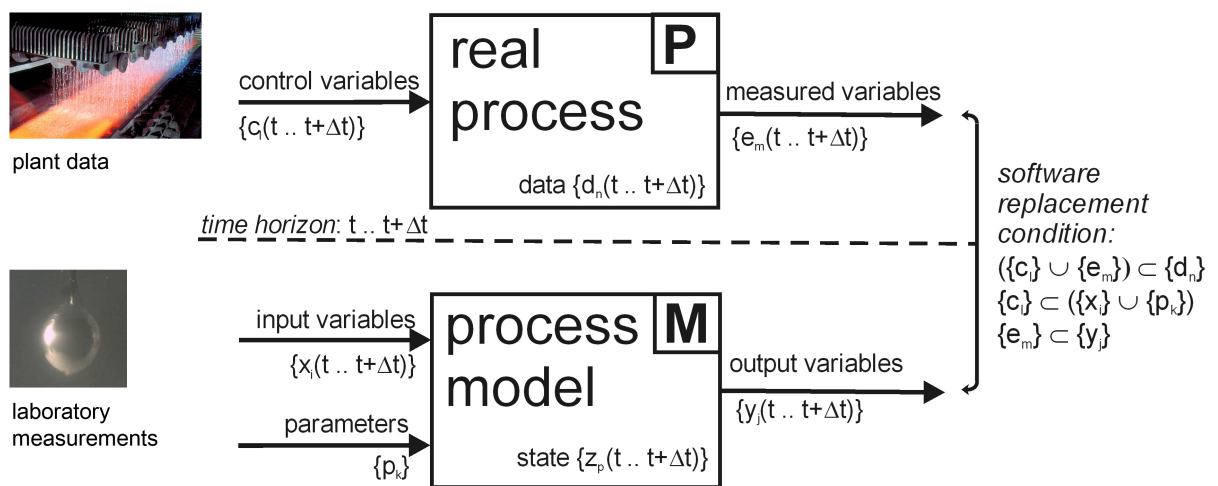 real
process
P
control variables
{cₗ(t .. t+Δt)}
measured variables
{eₘ(t .. t+Δt)}
data {dₙ(t .. t+Δt)}
plant data
time horizon: t .. t+Δt
software
replacement
condition:
({cₗ} ∪ {eₘ}) ⊂ {dₙ}
{cₗ} ⊂ ({xᵢ} ∪ {pₖ})
{eₘ} ⊂ {yⱼ}
process
model
M
input variables
{xᵢ(t .. t+Δt)}
parameters
{pₖ}
output variables
{yⱼ(t .. t+Δt)}
state {zₚ(t .. t+Δt)}
laboratory
measurements